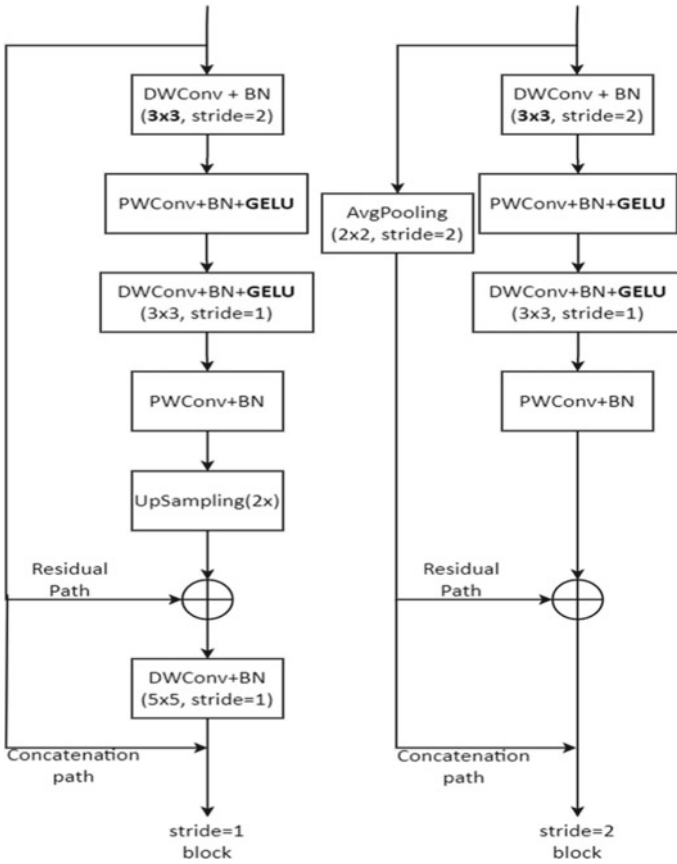 DWConv + BN
(3x3, stride=2)
PWConv+BN+GELU
DWConv+BN+GELU
(3x3, stride=1)
PWConv+BN
UpSampling(2x)
Residual
Path
DWConv+BN
(5x5, stride=1)
Concatenation
path
stride=1
block
DWConv + BN
(3x3, stride=2)
PWConv+BN+GELU
AvgPooling
(2x2, stride=2)
DWConv+BN+GELU
(3x3, stride=1)
PWConv+BN
Residual
Path
Concatenation
path
stride=2
block